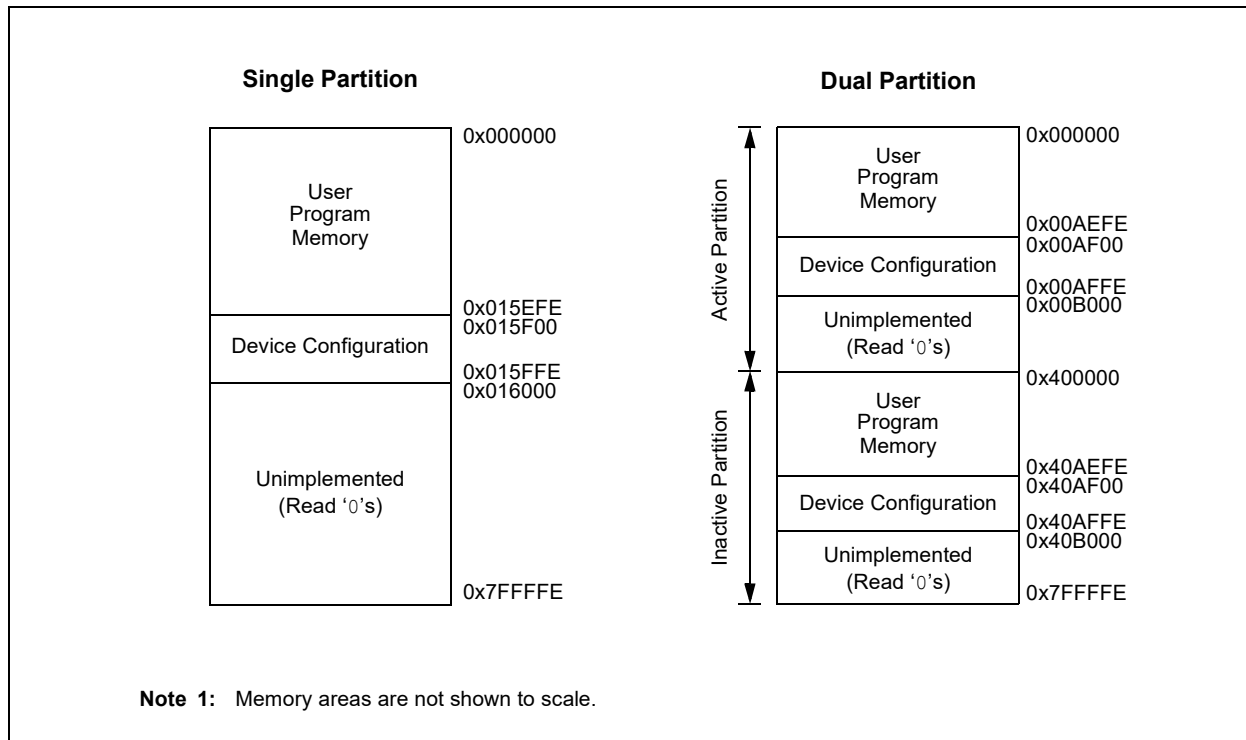 Single Partition
0x000000
User
Program
Memory
0x015EFE
0x015F00
Device Configuration
0x015FFE
0x016000
Unimplemented
(Read ‘0’s)
0x7FFFFE
Dual Partition
Active Partition
0x000000
User
Program
Memory
0x00AEFE
0x00AF00
Device Configuration
0x00AFFE
0x00B000
Unimplemented
(Read ‘0’s)
Inactive Partition
0x400000
User
Program
Memory
0x40AEFE
0x40AF00
Device Configuration
0x40AFFE
0x40B000
Unimplemented
(Read ‘0’s)
0x7FFFFE
Note 1: Memory areas are not shown to scale.